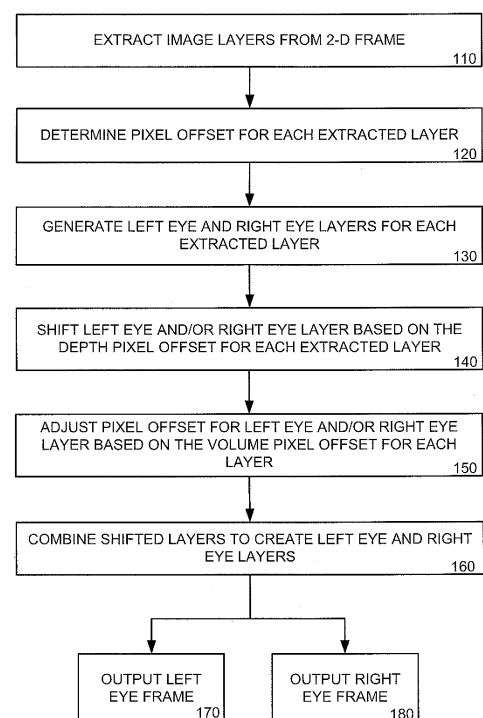 EXTRACT IMAGE LAYERS FROM 2-D FRAME
110
DETERMINE PIXEL OFFSET FOR EACH EXTRACTED LAYER
120
GENERATE LEFT EYE AND RIGHT EYE LAYERS FOR EACH
EXTRACTED LAYER
130
SHIFT LEFT EYE AND/OR RIGHT EYE LAYER BASED ON THE
DEPTH PIXEL OFFSET FOR EACH EXTRACTED LAYER
140
ADJUST PIXEL OFFSET FOR LEFT EYE AND/OR RIGHT EYE
LAYER BASED ON THE VOLUME PIXEL OFFSET FOR EACH
LAYER
150
COMBINE SHIFTED LAYERS TO CREATE LEFT EYE AND RIGHT
EYE LAYERS
160
OUTPUT LEFT
EYE FRAME
170
OUTPUT RIGHT
EYE FRAME
180